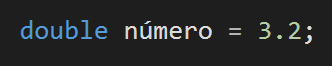 double número = 3.2;